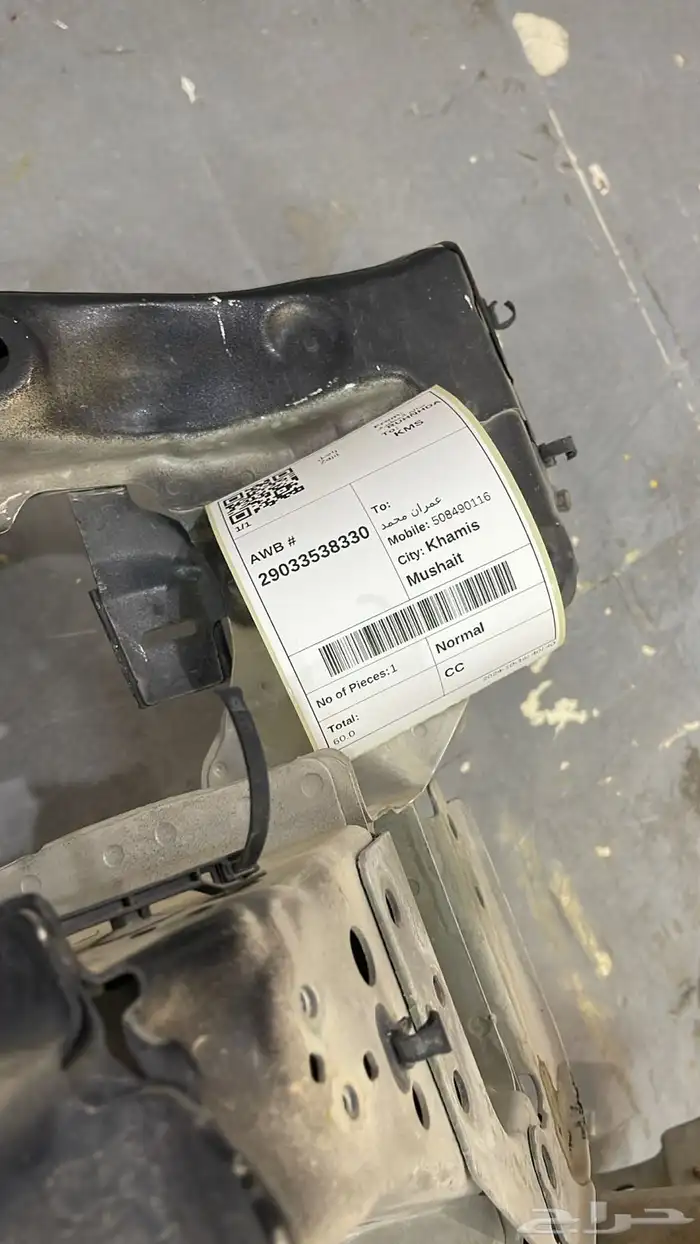 To: KMS
1/1
AWB #
29033538330
To:
عمران محمد
Mobile: 508490116
City: Khamis
Mushait
No of Pieces: 1
Normal
Total:
60.0
CC
حراج